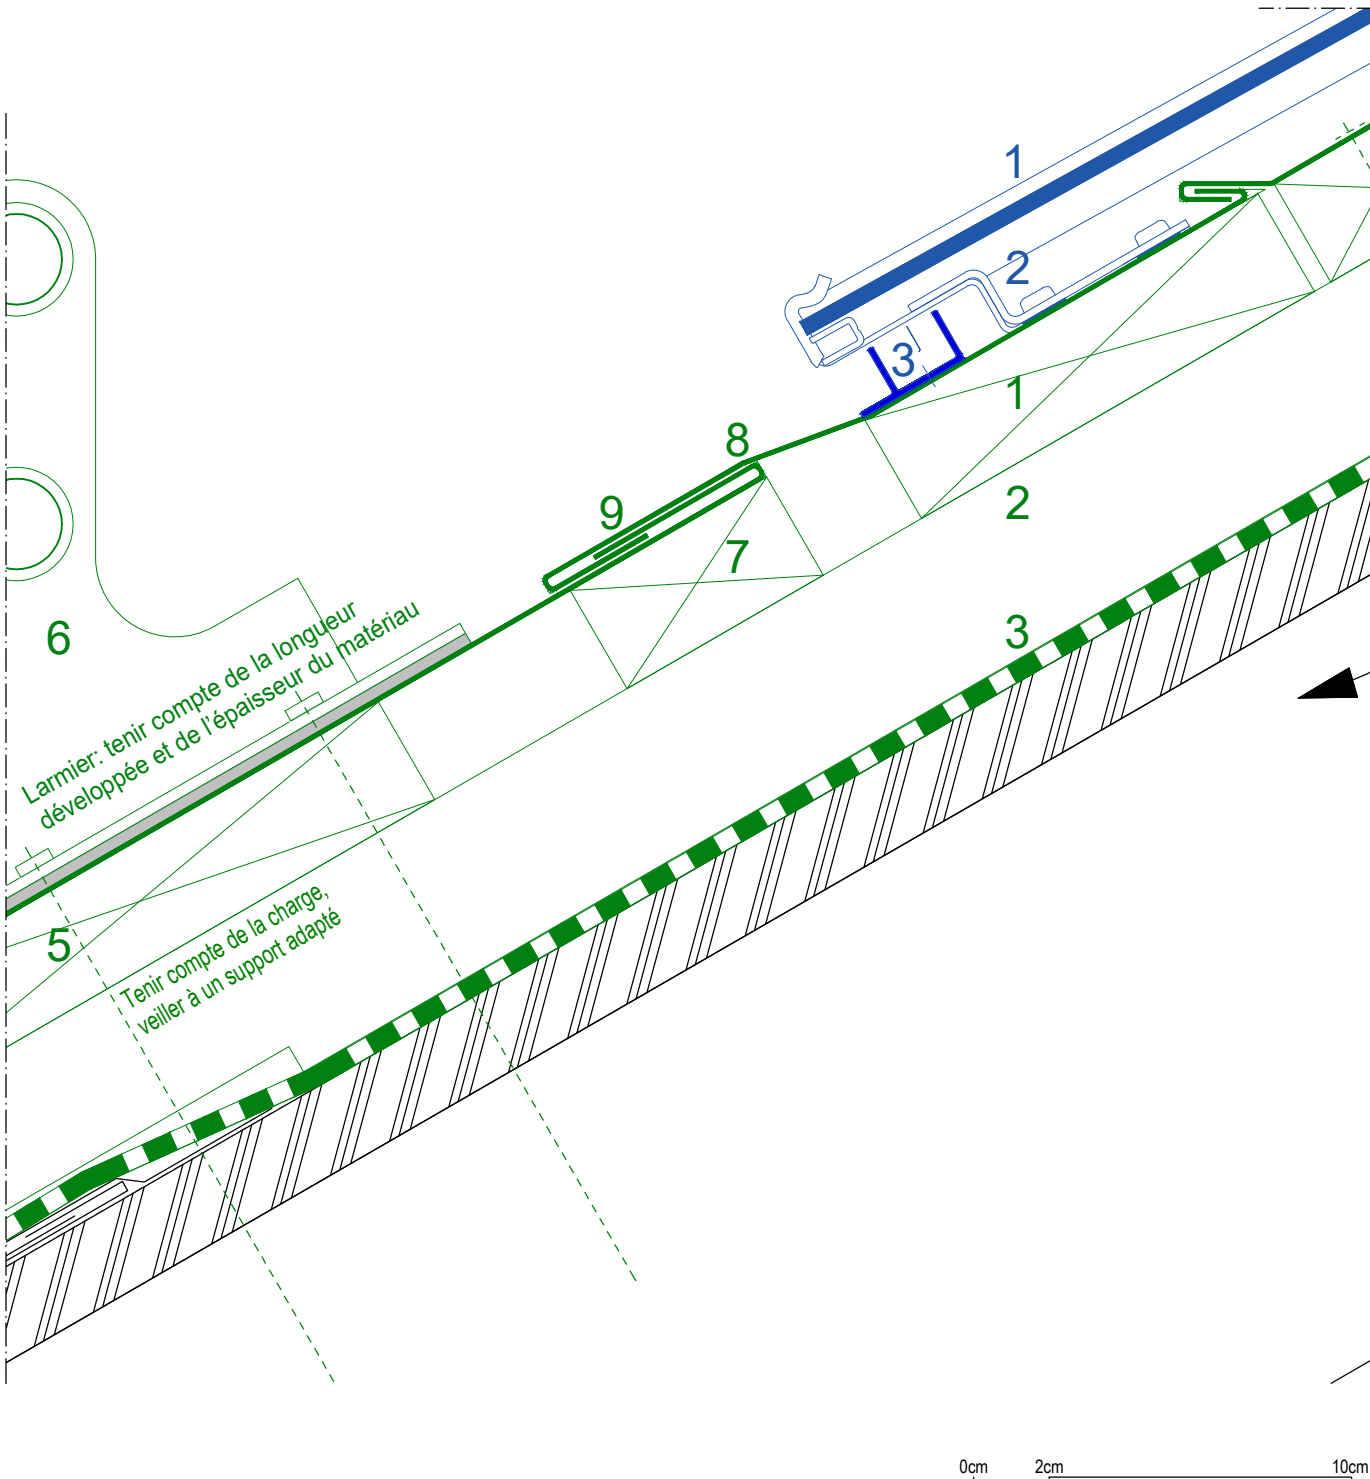 1
2
3
1
8
2
9
7
3
6
Larmier: tenir compte de la longueur
développée et de l'épaisseur du matériau
5
Tenir compte de la charge,
veiller à un support adapté
0cm 2cm 10cm